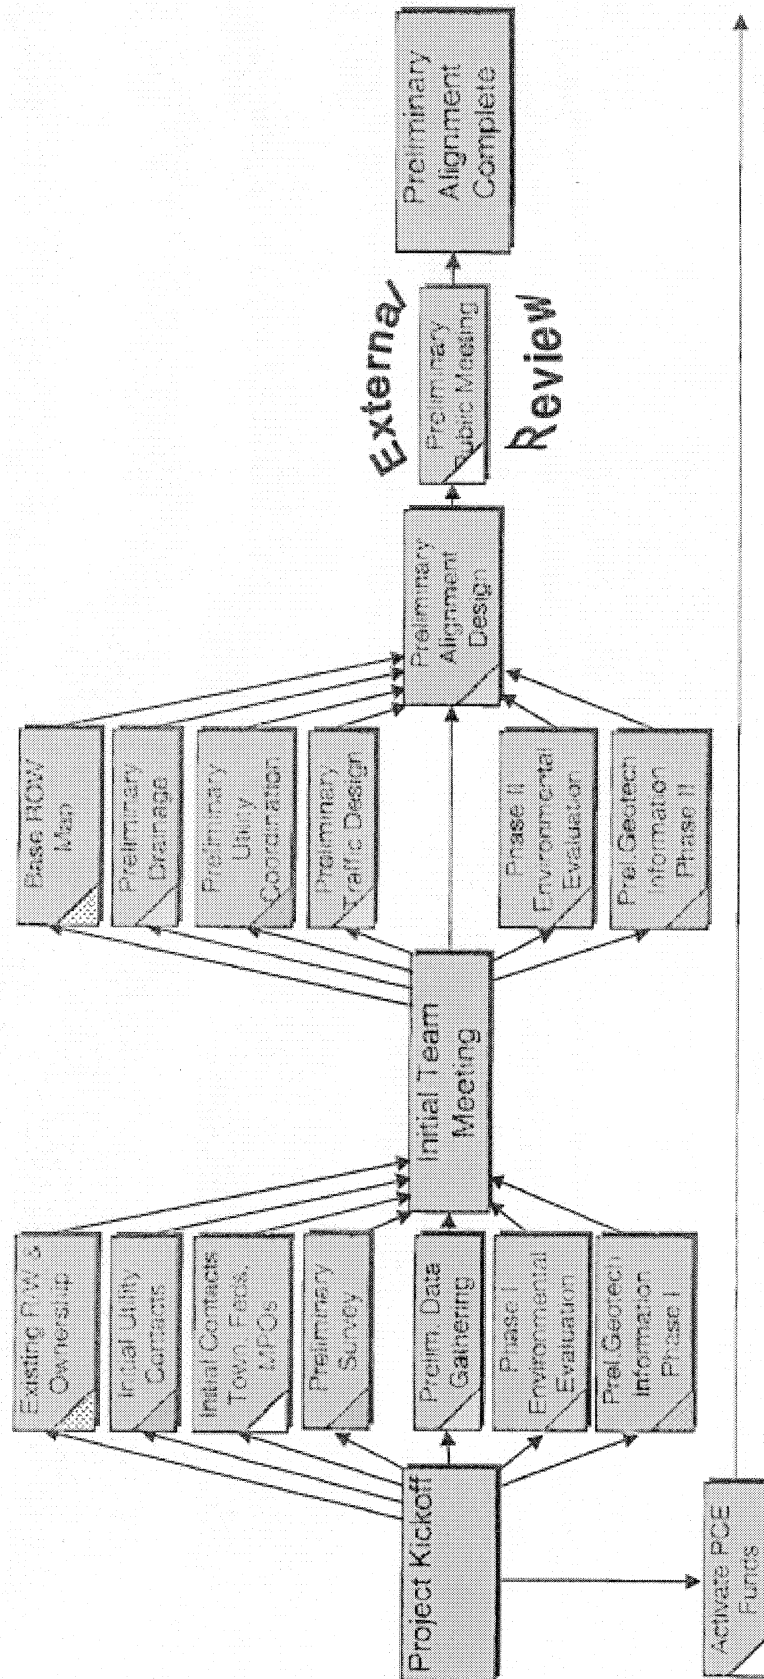 Project Kickoff
Activate PCE
Funds
Existing R/W &
Ownership
Initial Utility
Contacts
Initial Contacts
Town, Feds,
MPOs
Preliminary
Survey
Prelim. Data
Gathering
Phase I
Environmental
Evaluation
Prel.Geotech
Information
Phase I
Initial Team
Meeting
Base ROW
Map
Preliminary
Drainage
Preliminary
Utility
Coordination
Preliminary
Traffic Design
Phase II
Environmental
Evaluation
Prel.Geotech
Information
Phase II
Preliminary
Alignment
Design
External
Preliminary
Public Meeting
Review
Preliminary
Alignment
Complete